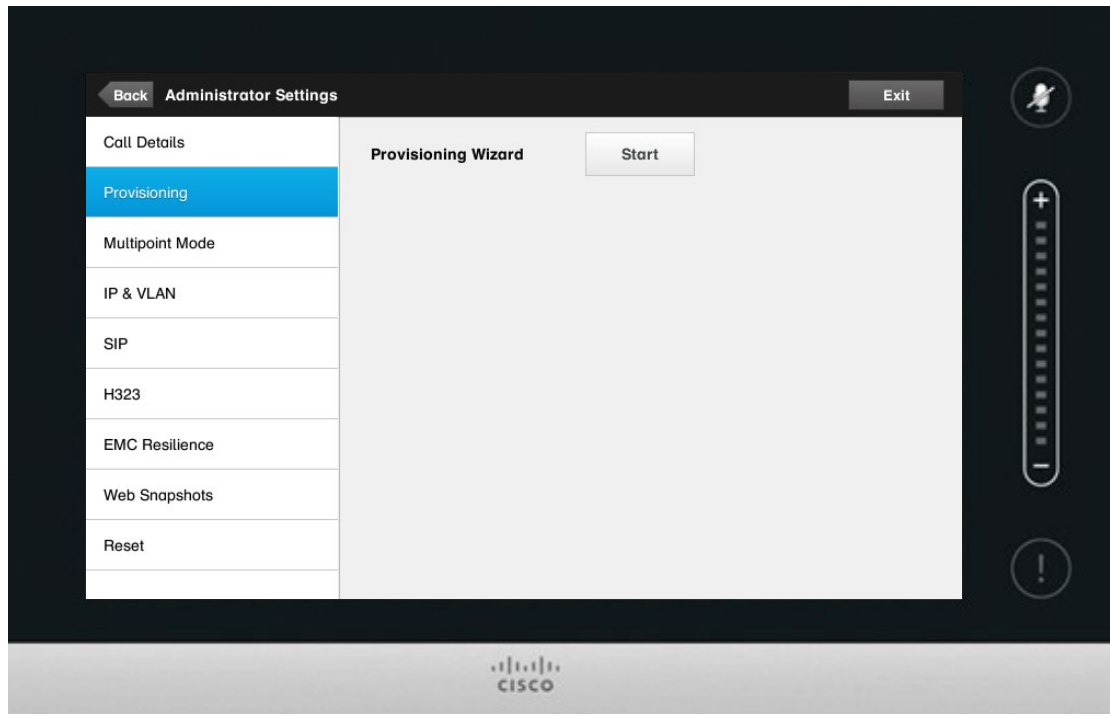 Back Administrator Settings Exit
Call Details
Provisioning Wizard Start
Provisioning
Multipoint Mode
IP & VLAN
SIP
H323
EMC Resilience
Web Snapshots
Reset
+
−
!
CISCO